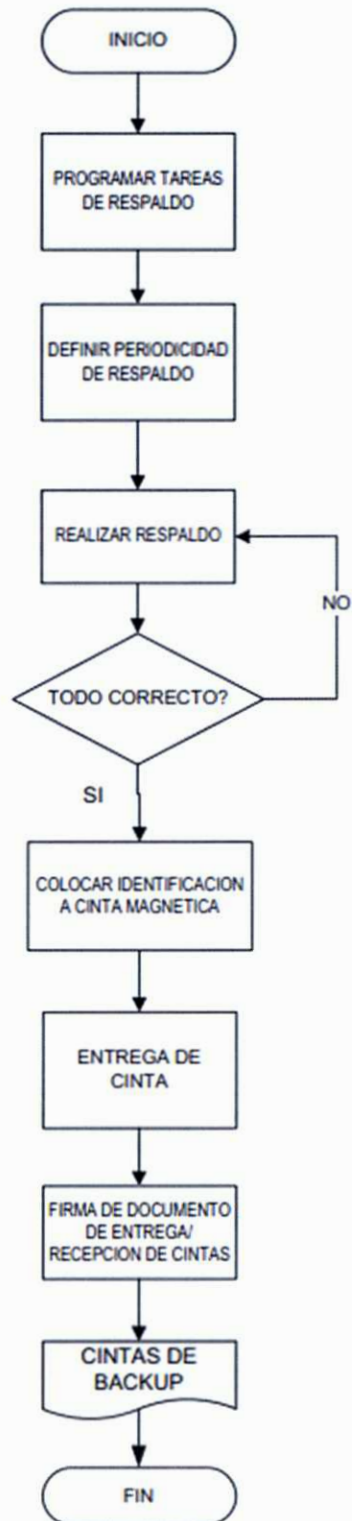 INICIO
PROGRAMAR TAREAS
DE RESPALDO
DEFINIR PERIODICIDAD
DE RESPALDO
REALIZAR RESPALDO
NO
TODO CORRECTO?
SI
COLOCAR IDENTIFICACION
A CINTA MAGNETICA
ENTREGA DE
CINTA
FIRMA DE DOCUMENTO
DE ENTREGA/
RECEPCION DE CINTAS
CINTAS DE
BACKUP
FIN